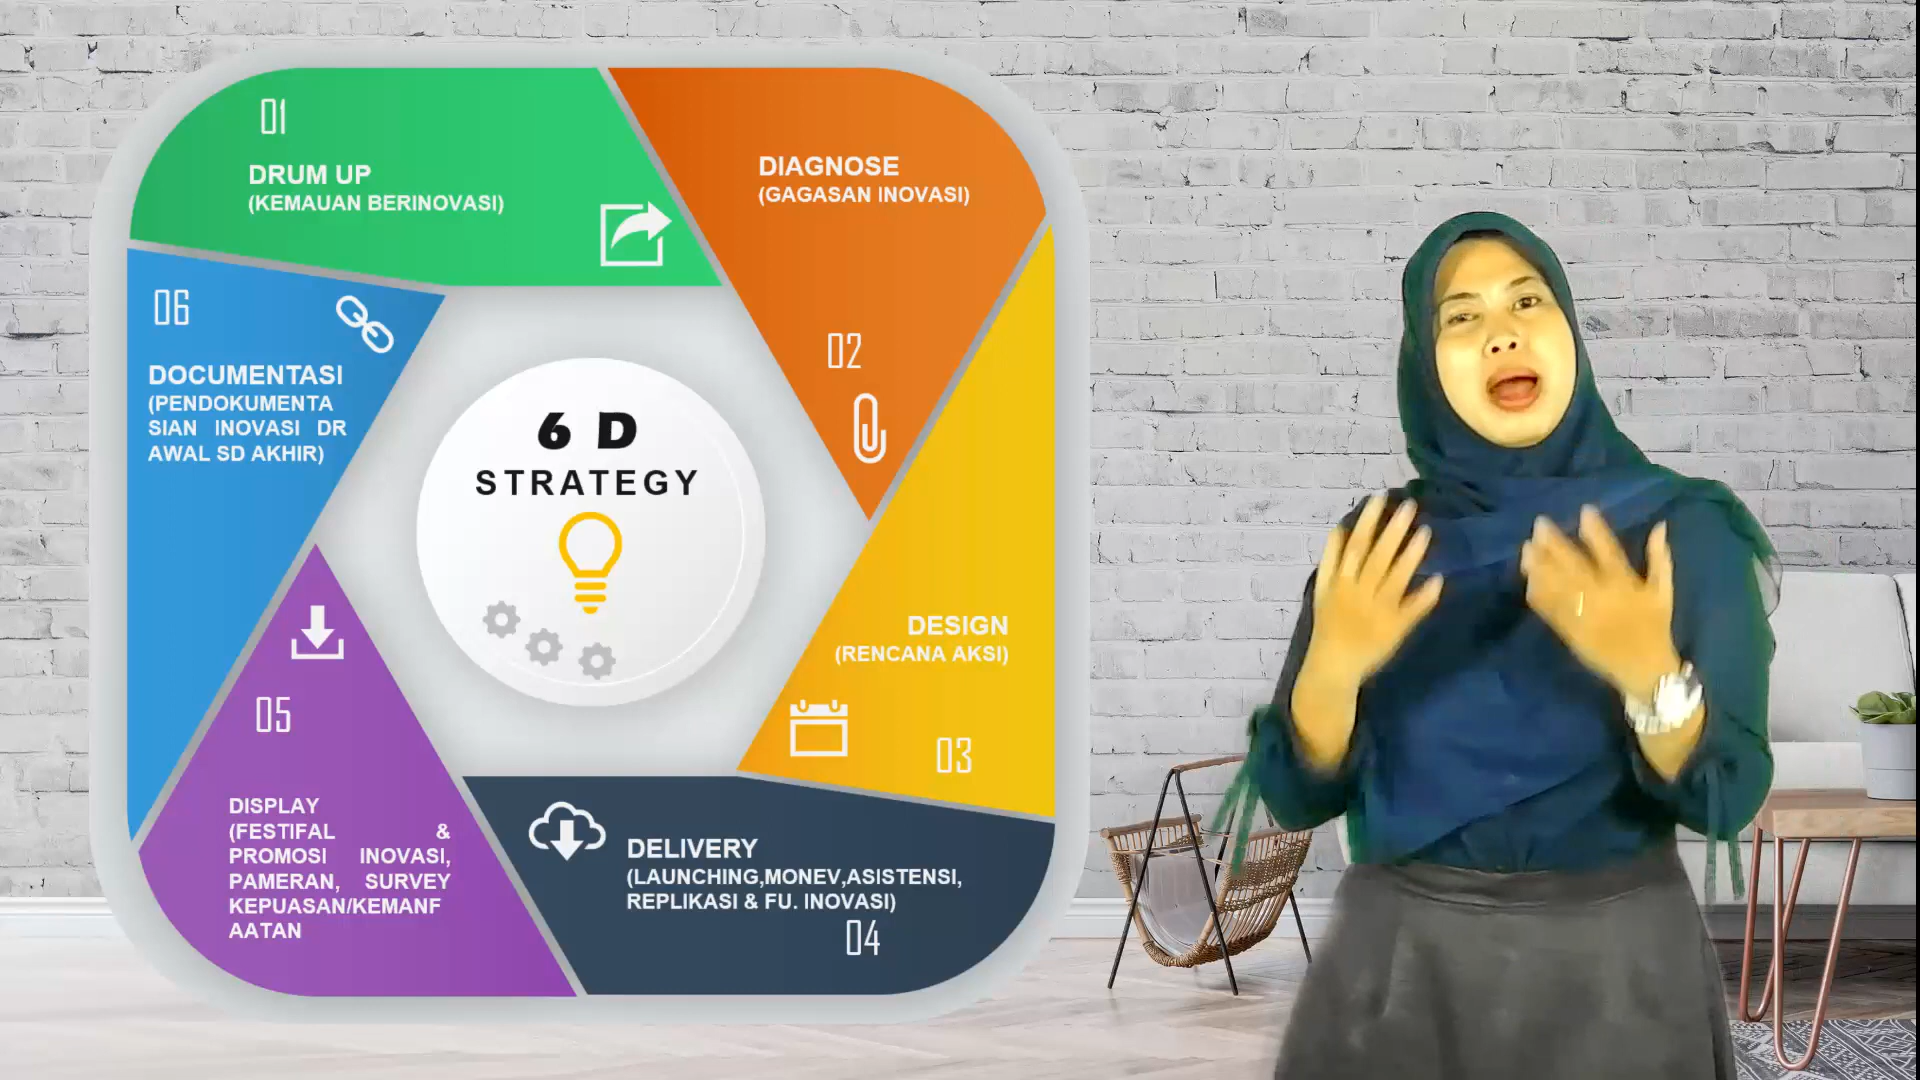 01
DRUM UP
(KEMAUAN BERINOVASI)
DIAGNOSE
(GAGASAN INOVASI)
02
DESIGN
(RENCANA AKSI)
03
DELIVERY
(LAUNCHING,MONEV,ASISTENSI,
REPLIKASI & FU. INOVASI)
04
05
DISPLAY
(FESTIFAL &
PROMOSI INOVASI,
PAMERAN, SURVEY
KEPUASAN/KEMANF
AATAN
06
DOCUMENTASI
(PENDOKUMENTA
SIAN INOVASI DR
AWAL SD AKHIR)
6 D
STRATEGY